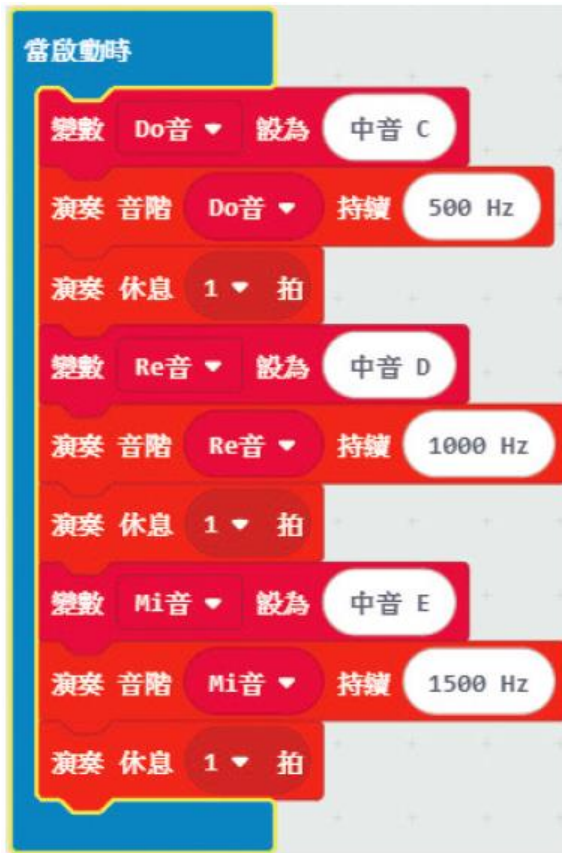 當啟動時
變數 Do音 設為 中音 C
演奏 音階 Do音 持續 500 Hz
演奏 休息 1 拍
變數 Re音 設為 中音 D
演奏 音階 Re音 持續 1000 Hz
演奏 休息 1 拍
變數 Mi音 設為 中音 E
演奏 音階 Mi音 持續 1500 Hz
演奏 休息 1 拍